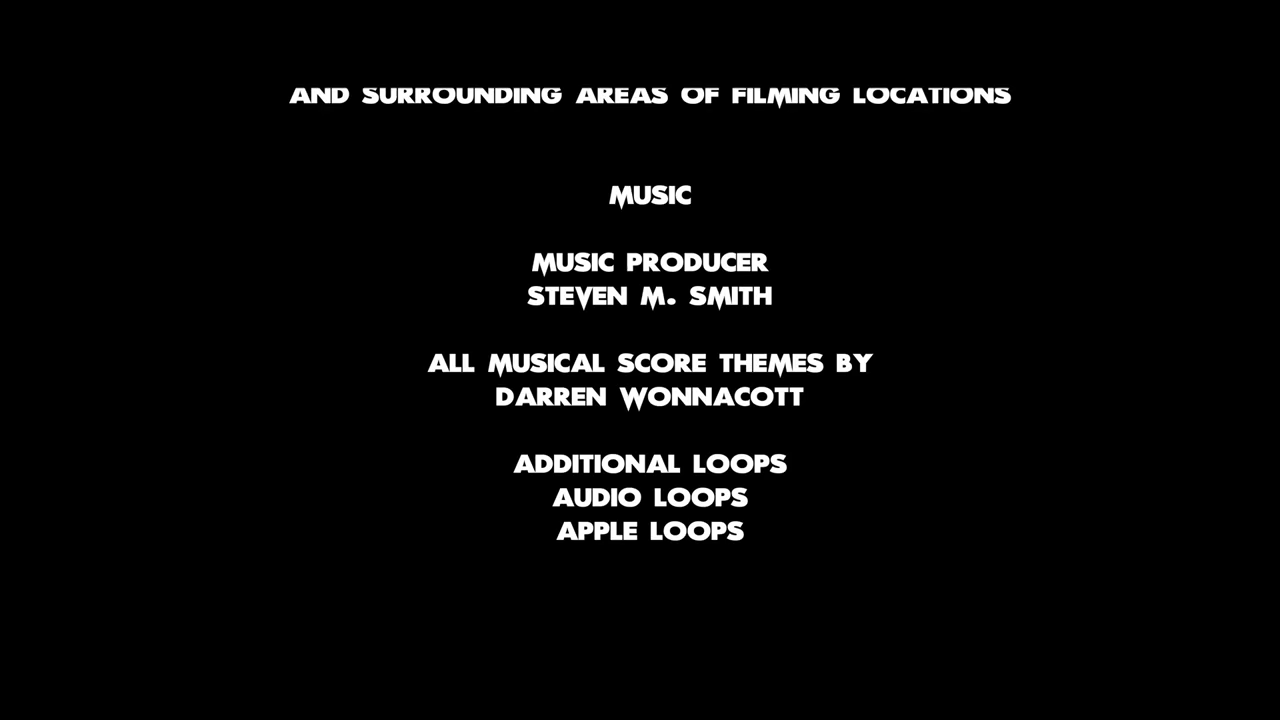 AND SURROUNDING AREAS OF FILMING LOCATIONS
MUSIC
MUSIC PRODUCER
STEVEN M. SMITH
ALL MUSICAL SCORE THEMES BY
DARREN WONNACOTT
ADDITIONAL LOOPS
AUDIO LOOPS
APPLE LOOPS